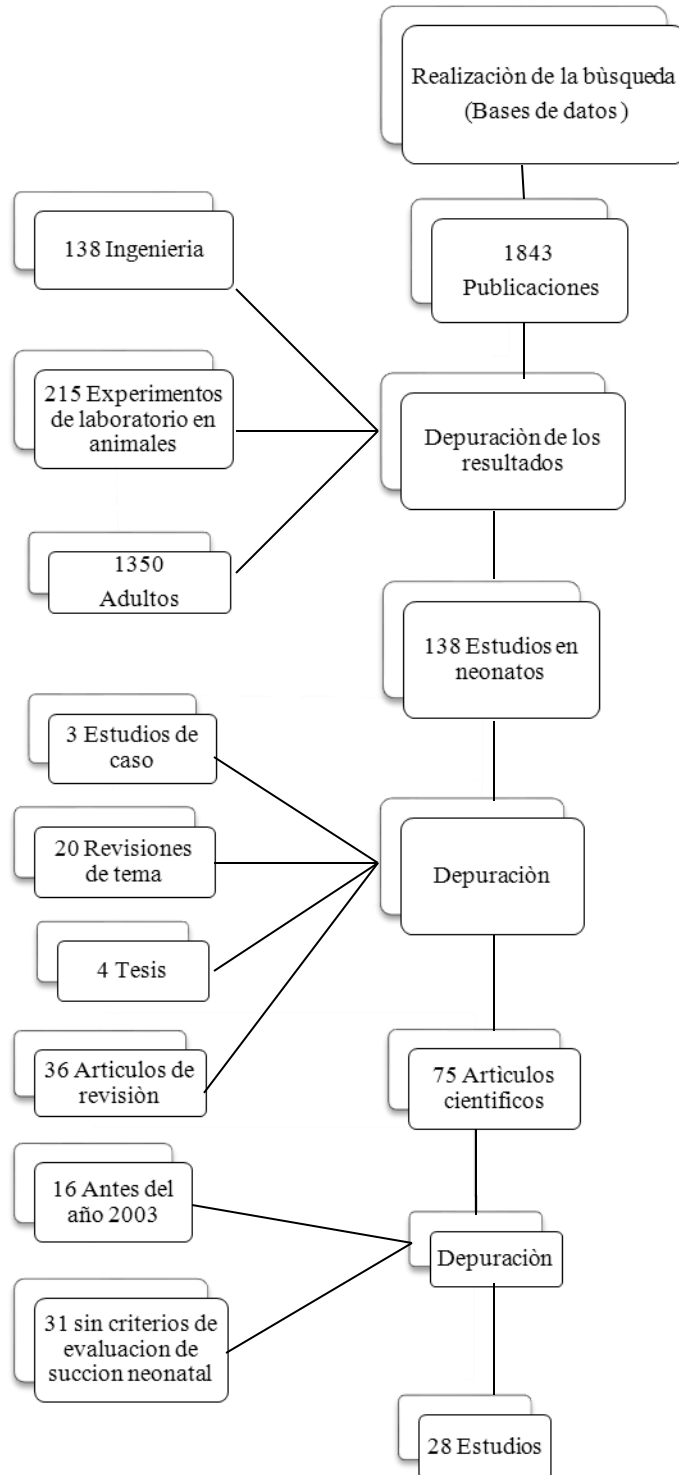 Realizaciòn de la bùsqueda
(Bases de datos )
1843
Publicaciones
138 Ingenieria
215 Experimentos
de laboratorio en
animales
1350
Adultos
Depuraciòn de los
resultados
138 Estudios en
neonatos
3 Estudios de
caso
20 Revisiones
de tema
4 Tesis
36 Articulos de
revisiòn
Depuraciòn
75 Artìculos
cientificos
16 Antes del
año 2003
31 sin criterios de
evaluacion de
succion neonatal
Depuraciòn
28 Estudios